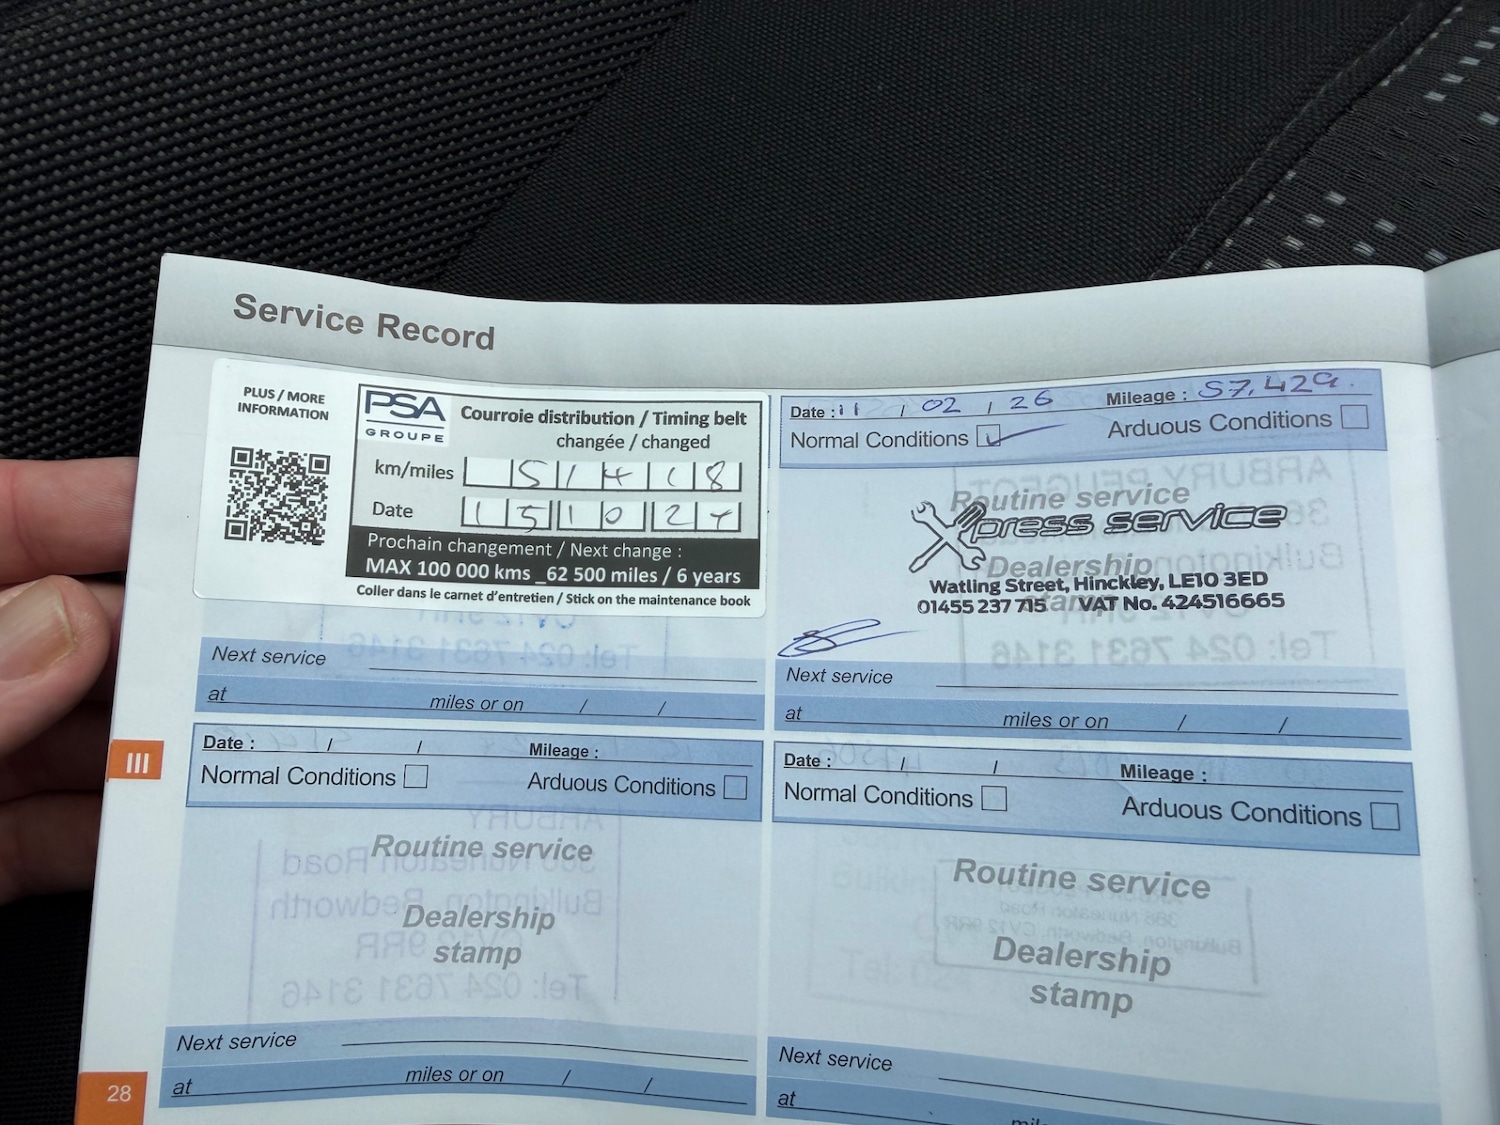 Service Record
PLUS / MORE
INFORMATION
PSA
GROUPE
Courroie distribution / Timing belt
changée / changed
km/miles 51418
Date 15 10 24
Prochain changement / Next change :
MAX 100 000 kms _62 500 miles / 6 years
Coller dans le carnet d'entretien / Stick on the maintenance book
Next service
at miles or on / /
Date : 11 / 02 / 26 Mileage : 57,429.
Normal Conditions Arduous Conditions
Routine service
Xpress service
Dealership
stamp
Watling Street, Hinckley, LE10 3ED
01455 237 715 VAT No. 424516665
Next service
at miles or on / /
III
Date : / / Mileage :
Normal Conditions Arduous Conditions
Routine service
Dealership
stamp
Next service
at miles or on / /
Date : / / Mileage :
Normal Conditions Arduous Conditions
Routine service
Dealership
stamp
Next service
at
28